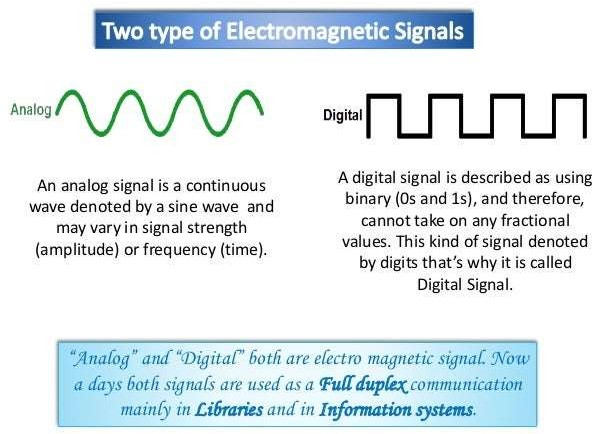 Two type of Electromagnetic Signals
Analog
Digital
An analog signal is a continuous
wave denoted by a sine wave and
may vary in signal strength
(amplitude) or frequency (time).
A digital signal is described as using
binary (0s and 1s), and therefore,
cannot take on any fractional
values. This kind of signal denoted
by digits that’s why it is called
Digital Signal.
“Analog” and “Digital” both are electro magnetic signal. Now
a days both signals are used as a Full duplex communication
mainly in Libraries and in Information systems.